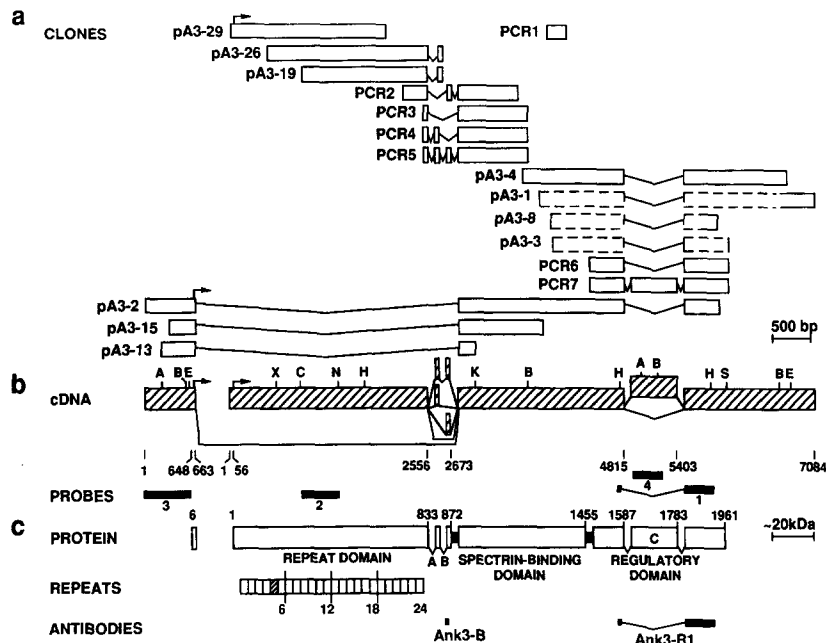 a
CLONES
pA3-29
PCR1
pA3-26
pA3-19
PCR2
PCR3
PCR4
PCR5
pA3-4
pA3-1
pA3-8
pA3-3
PCR6
PCR7
pA3-2
500 bp
pA3-15
pA3-13
b
A B E X C N H K B H A B H S B E
cDNA
1 648 663 1 56 2556 2673 4815 5403 7084
PROBES 3 2 4 1
c 6 1 833 872 1455 1587 1783 1961 ~20kDa
PROTEIN C
REPEAT DOMAIN A B SPECTRIN-BINDING DOMAIN REGULATORY DOMAIN
REPEATS
6 12 18 24
ANTIBODIES
Ank3-B Ank3-R1